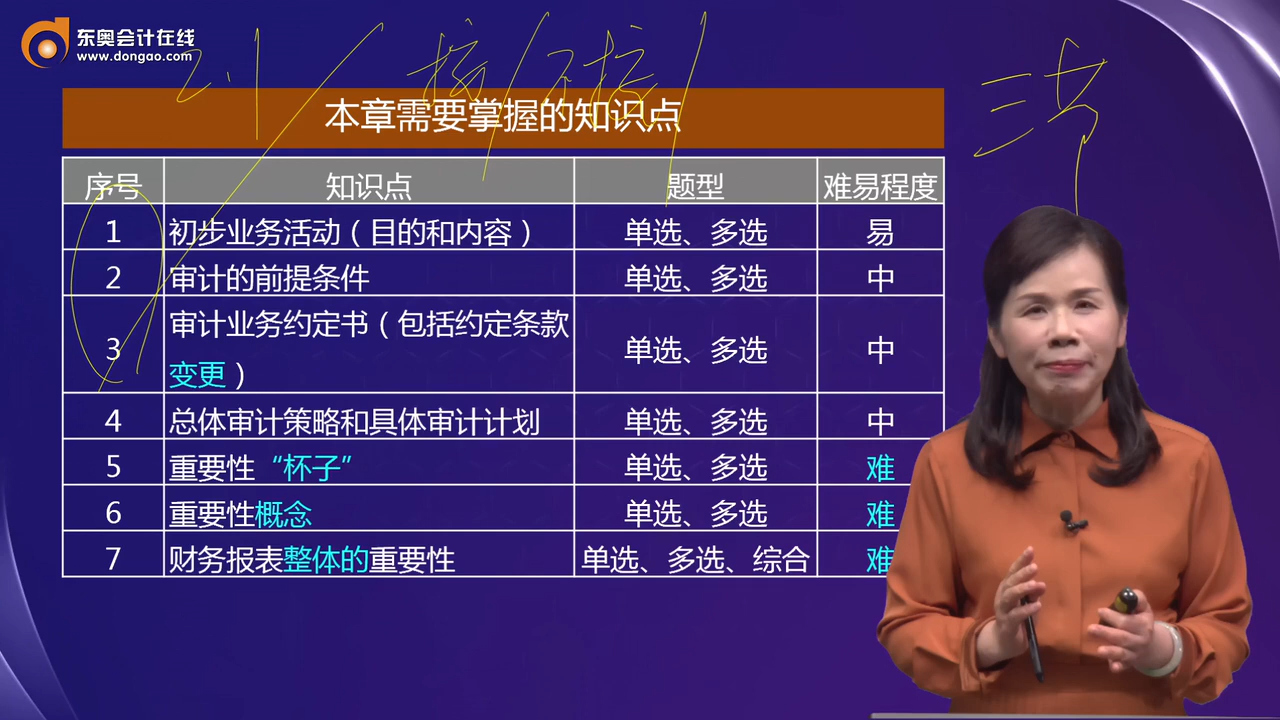 东奥会计在线
www.dongao.com
接/不接/
本章需要掌握的知识点
序号 知识点 题型 难易程度
1 初步业务活动（目的和内容） 单选、多选 易
2 审计的前提条件 单选、多选 中
3 审计业务约定书（包括约定条款
变更） 单选、多选 中
4 总体审计策略和具体审计计划 单选、多选 中
5 重要性“杯子” 单选、多选 难
6 重要性概念 单选、多选 难
7 财务报表整体的重要性 单选、多选、综合 难